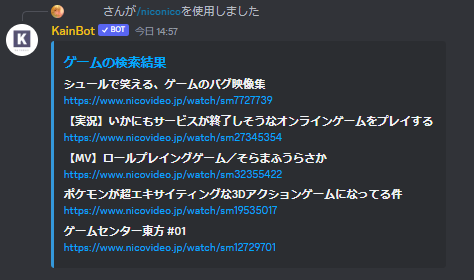 さんが/niconicoを使用しました
K
KainBot ✓ BOT 今日 14:57
ゲームの検索結果
シュールで笑える、ゲームのバグ映像集
https://www.nicovideo.jp/watch/sm7727739
【実況】いかにもサービスが終了しそうなオンラインゲームをプレイする
https://www.nicovideo.jp/watch/sm27345354
【MV】ロールプレイングゲーム／そらまふうらさか
https://www.nicovideo.jp/watch/sm32355422
ポケモンが超エキサイティングな3Dアクションゲームになってる件
https://www.nicovideo.jp/watch/sm19535017
ゲームセンター東方 #01
https://www.nicovideo.jp/watch/sm12729701